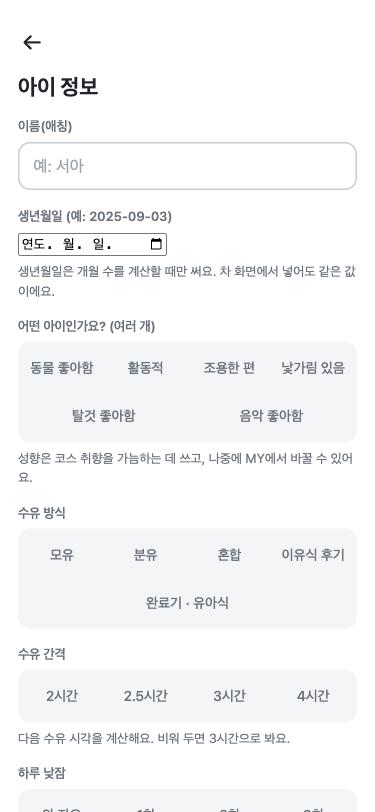 아이 정보
이름(애칭)
예: 서아
생년월일 (예: 2025-09-03)
연도. 월. 일.
생년월일은 개월 수를 계산할 때만 써요. 차 화면에서 넣어도 같은 값
이에요.
어떤 아이인가요? (여러 개)
동물 좋아함 활동적 조용한 편 낯가림 있음
탈것 좋아함 음악 좋아함
성향은 코스 취향을 가늠하는 데 쓰고, 나중에 MY에서 바꿀 수 있어
요.
수유 방식
모유 분유 혼합 이유식 후기
완료기 · 유아식
수유 간격
2시간 2.5시간 3시간 4시간
다음 수유 시각을 계산해요. 비워 두면 3시간으로 봐요.
하루 낮잠